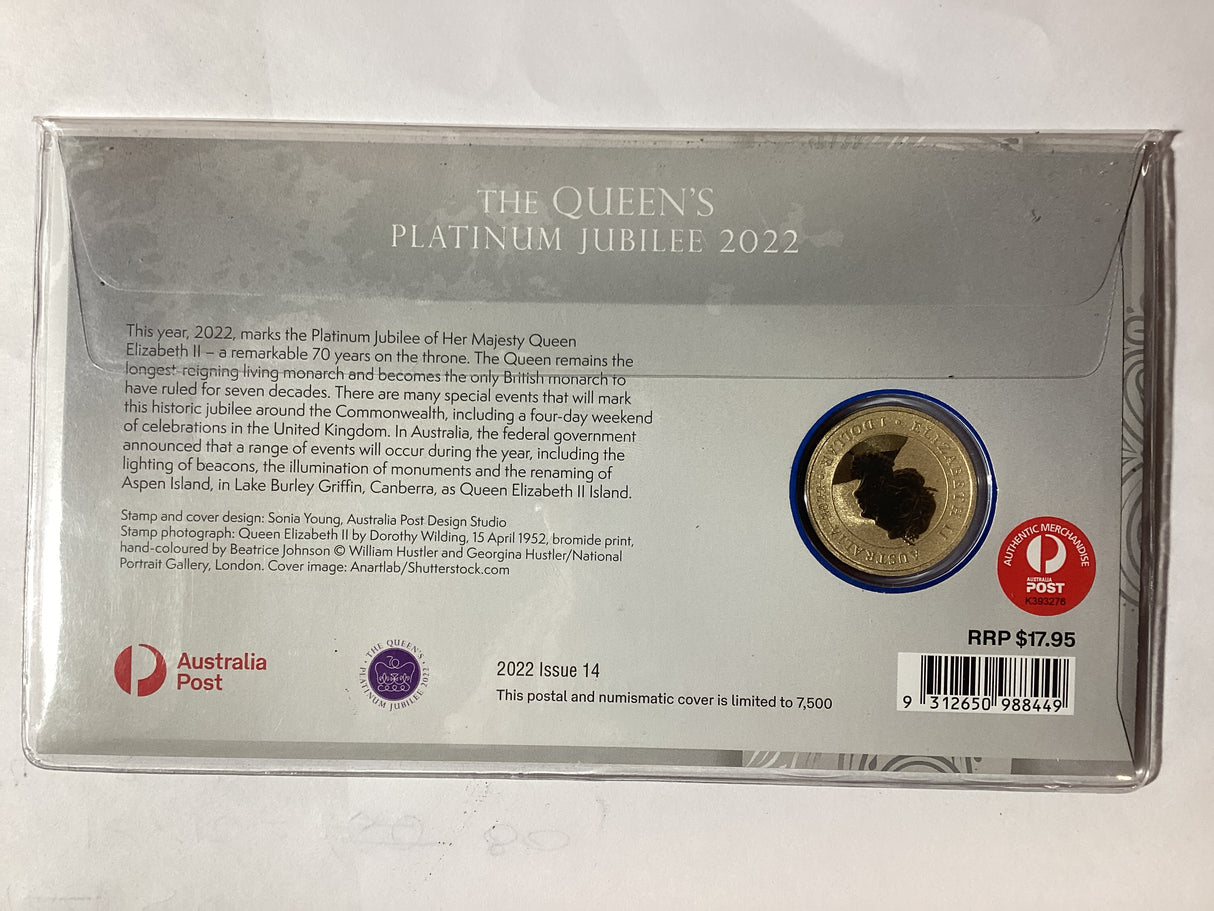 THE QUEEN'S
PLATINUM JUBILEE 2022
This year, 2022, marks the Platinum Jubilee of Her Majesty Queen
Elizabeth II – a remarkable 70 years on the throne. The Queen remains the
longest-reigning living monarch and becomes the only British monarch to
have ruled for seven decades. There are many special events that will mark
this historic jubilee around the Commonwealth, including a four-day weekend
of celebrations in the United Kingdom. In Australia, the federal government
announced that a range of events will occur during the year, including the
lighting of beacons, the illumination of monuments and the renaming of
Aspen Island, in Lake Burley Griffin, Canberra, as Queen Elizabeth II Island.
Stamp and cover design: Sonia Young, Australia Post Design Studio
Stamp photograph: Queen Elizabeth II by Dorothy Wilding, 15 April 1952, bromide print,
hand-coloured by Beatrice Johnson © William Hustler and Georgina Hustler/National
Portrait Gallery, London. Cover image: Anartlab/Shutterstock.com
ELIZABETH II
AUSTRALIA
1 DOLLAR
AUTHENTIC MERCHANDISE
AUSTRALIA
POST
K393276
RRP $17.95
9 312650 988449
Australia
Post
THE QUEEN'S
70
PLATINUM JUBILEE 2022
2022 Issue 14
This postal and numismatic cover is limited to 7,500